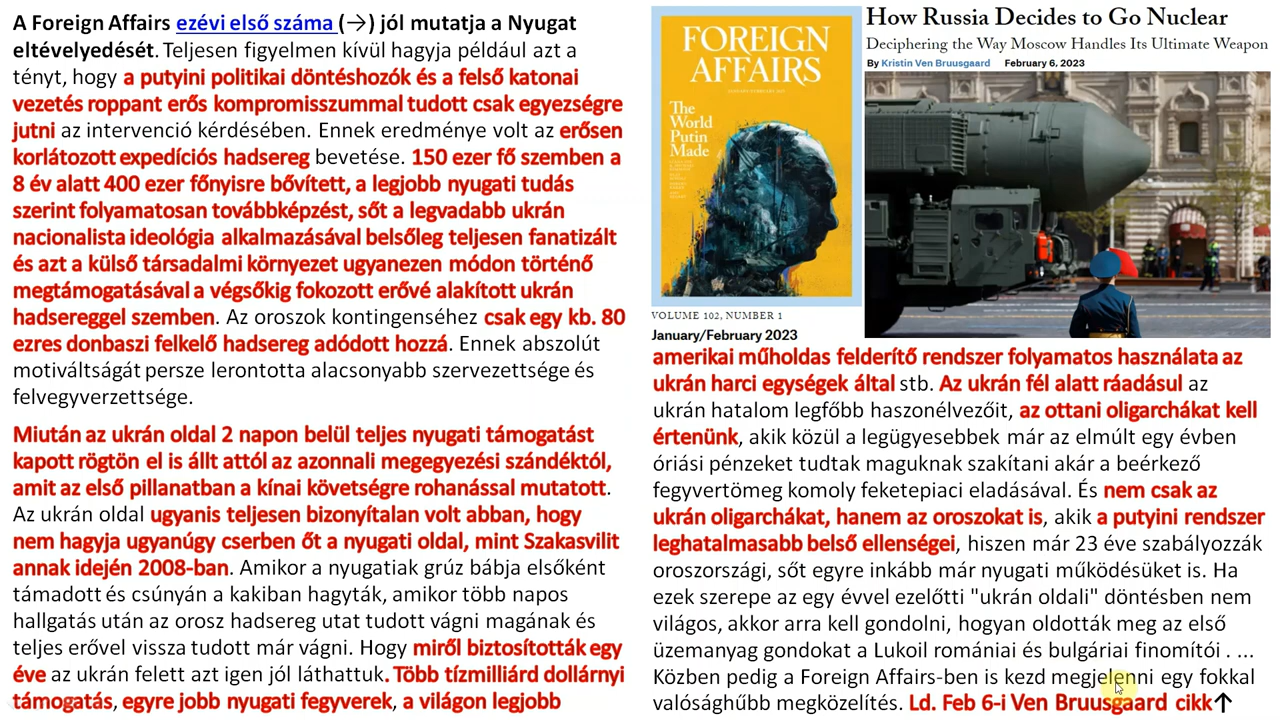 A Foreign Affairs ezévi első száma (→) jól mutatja a Nyugat
eltévelyedését. Teljesen figyelmen kívül hagyja például azt a
tényt, hogy a putyini politikai döntéshozók és a felső katonai
vezetés roppant erős kompromisszummal tudott csak egyezségre
jutni az intervenció kérdésében. Ennek eredménye volt az erősen
korlátozott expedíciós hadsereg bevetése. 150 ezer fő szemben a
8 év alatt 400 ezer főnyisre bővített, a legjobb nyugati tudás
szerint folyamatosan továbbképzést, sőt a legvadabb ukrán
nacionalista ideológia alkalmazásával belsőleg teljesen fanatizált
és azt a külső társadalmi környezet ugyanezen módon történő
megtámogatásával a végsőkig fokozott erővé alakított ukrán
hadsereggel szemben. Az oroszok kontingenséhez csak egy kb. 80
ezres donbaszi felkelő hadsereg adódott hozzá. Ennek abszolút
motiváltságát persze lerontotta alacsonyabb szervezettsége és
felvegyverzettsége.
Miután az ukrán oldal 2 napon belül teljes nyugati támogatást
kapott rögtön el is állt attól az azonnali megegyezési szándéktól,
amit az első pillanatban a kínai követségre rohanással mutatott.
Az ukrán oldal ugyanis teljesen bizonyítalan volt abban, hogy
nem hagyja ugyanúgy cserben őt a nyugati oldal, mint Szakasvilit
annak idején 2008-ban. Amikor a nyugatiak grúz bábja elsőként
támadott és csúnyán a kakiban hagyták, amikor több napos
hallgatás után az orosz hadsereg utat tudott vágni magának és
teljes erővel vissza tudott már vágni. Hogy miről biztosították egy
éve az ukrán felett azt igen jól láthattuk. Több tízmilliárd dollárnyi
támogatás, egyre jobb nyugati fegyverek, a világon legjobb
FOREIGN
AFFAIRS
JANUARY/FEBRUARY 2023
The
World
Putin
Made
VOLUME 102, NUMBER 1
January/February 2023
How Russia Decides to Go Nuclear
Deciphering the Way Moscow Handles Its Ultimate Weapon
By Kristin Ven Bruusgaard February 6, 2023
amerikai műholdas felderítő rendszer folyamatos használata az
ukrán harci egységek által stb. Az ukrán fél alatt ráadásul az
ukrán hatalom legfőbb haszonélvezőit, az ottani oligarchákat kell
értenünk, akik közül a legügyesebbek már az elmúlt egy évben
óriási pénzeket tudtak maguknak szakítani akár a beérkező
fegyvertömeg komoly feketepiaci eladásával. És nem csak az
ukrán oligarchákat, hanem az oroszokat is, akik a putyini rendszer
leghatalmasabb belső ellenségei, hiszen már 23 éve szabályozzák
oroszországi, sőt egyre inkább már nyugati működésüket is. Ha
ezek szerepe az egy évvel ezelőtti "ukrán oldali" döntésben nem
világos, akkor arra kell gondolni, hogyan oldották meg az első
üzemanyag gondokat a Lukoil romániai és bulgáriai finomítói . ...
Közben pedig a Foreign Affairs-ben is kezd megjelenni egy fokkal
valósághűbb megközelítés. Ld. Feb 6-i Ven Bruusgaard cikk↑